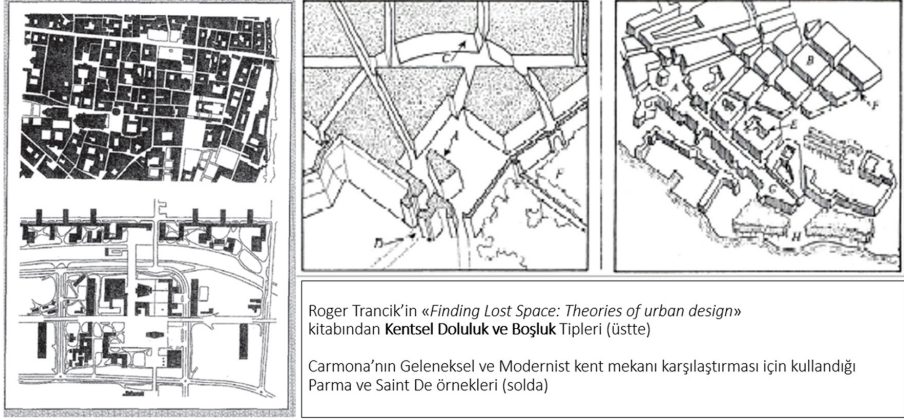 C
A
F
D
A
B
F
E
G
H
Roger Trancik’in «Finding Lost Space: Theories of urban design»
kitabından Kentsel Doluluk ve Boşluk Tipleri (üstte)
Carmona’nın Geleneksel ve Modernist kent mekanı karşılaştırması için kullandığı
Parma ve Saint De örnekleri (solda)